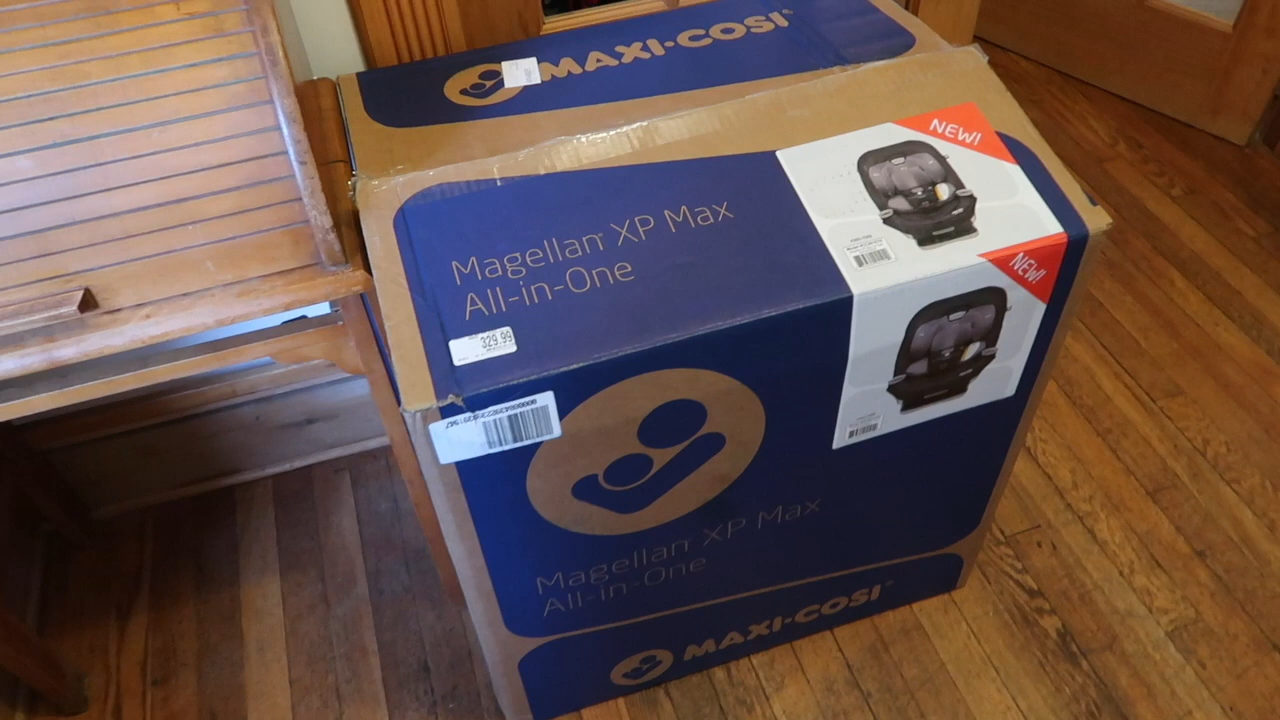 MAXI·COSI®
NEW!
Magellan® XP Max
All-in-One
NEW!
329.99
Magellan® XP Max
All-in-One
MAXI·COSI®